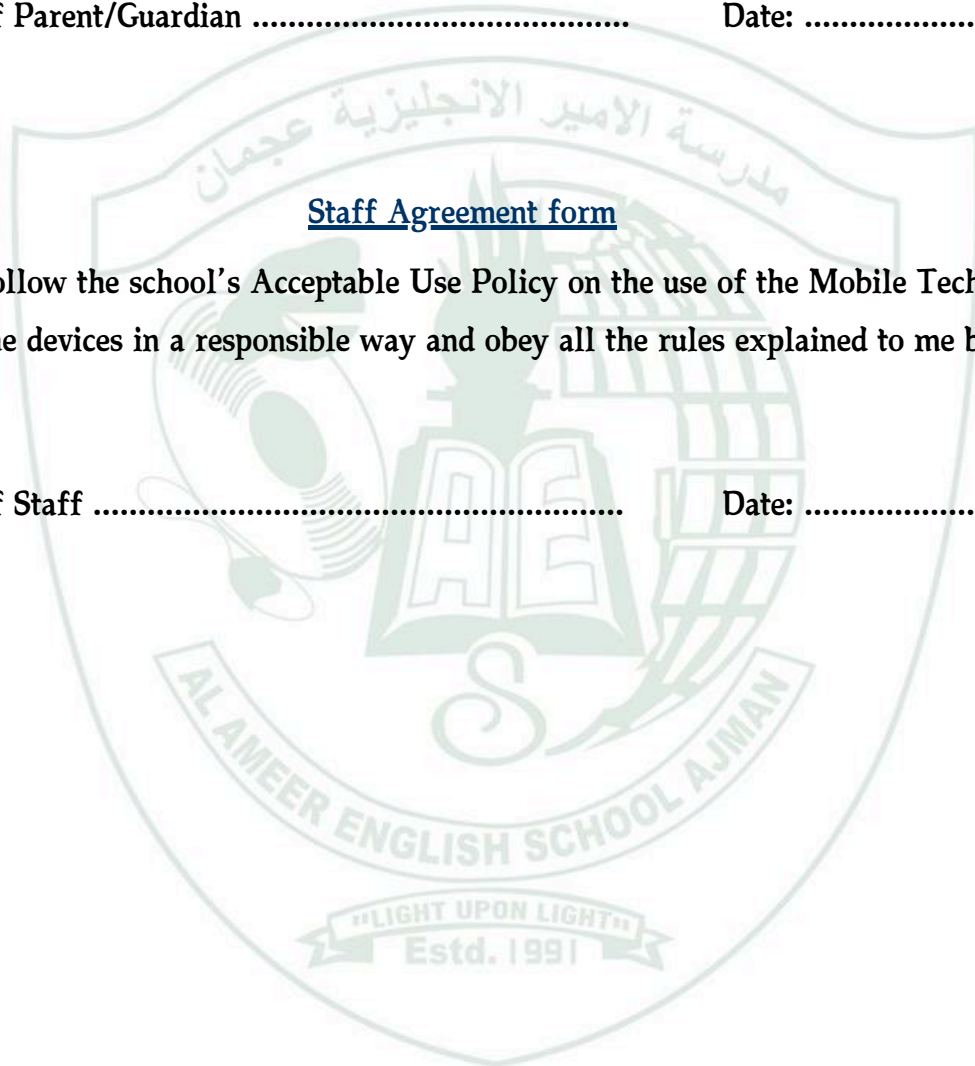 f Parent/Guardian .......................................... Date: ...................
مدرسة الامير الانجليزية عجمان
Staff Agreement form
ollow the school’s Acceptable Use Policy on the use of the Mobile Tech
e devices in a responsible way and obey all the rules explained to me b
f Staff ........................................................... Date: ...................
AES
AL AMEER ENGLISH SCHOOL AJMAN
"LIGHT UPON LIGHT"
Estd. 1991